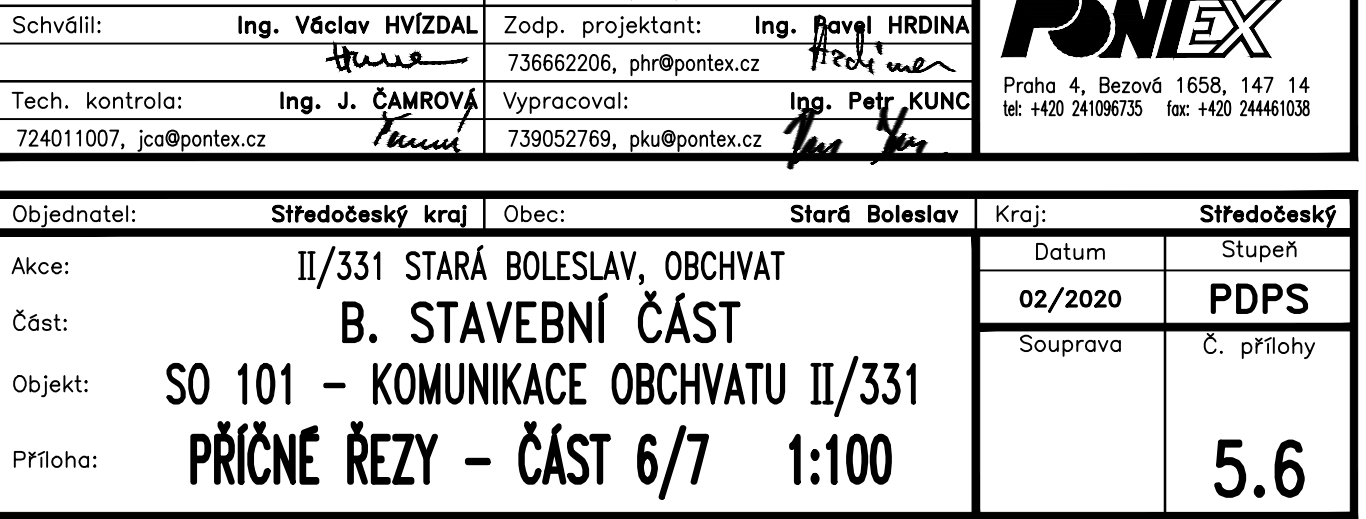 Schválil: Ing. Václav HVÍZDAL
Zodp. projektant: Ing. Pavel HRDINA
736662206, phr@pontex.cz
Tech. kontrola: Ing. J. ČAMROVÁ
Vypracoval: Ing. Petr KUNC
724011007, jca@pontex.cz
739052769, pku@pontex.cz
PONTEX
Praha 4, Bezová 1658, 147 14
tel: +420 241096735 fax: +420 244461038
Objednatel: Středočeský kraj
Obec: Stará Boleslav
Kraj: Středočeský
Akce: II/331 STARÁ BOLESLAV, OBCHVAT
Část: B. STAVEBNÍ ČÁST
Objekt: SO 101 – KOMUNIKACE OBCHVATU II/331
Příloha: PŘÍČNÉ ŘEZY – ČÁST 6/7 1:100
Datum
02/2020
Stupeň
PDPS
Souprava
Č. přílohy
5.6